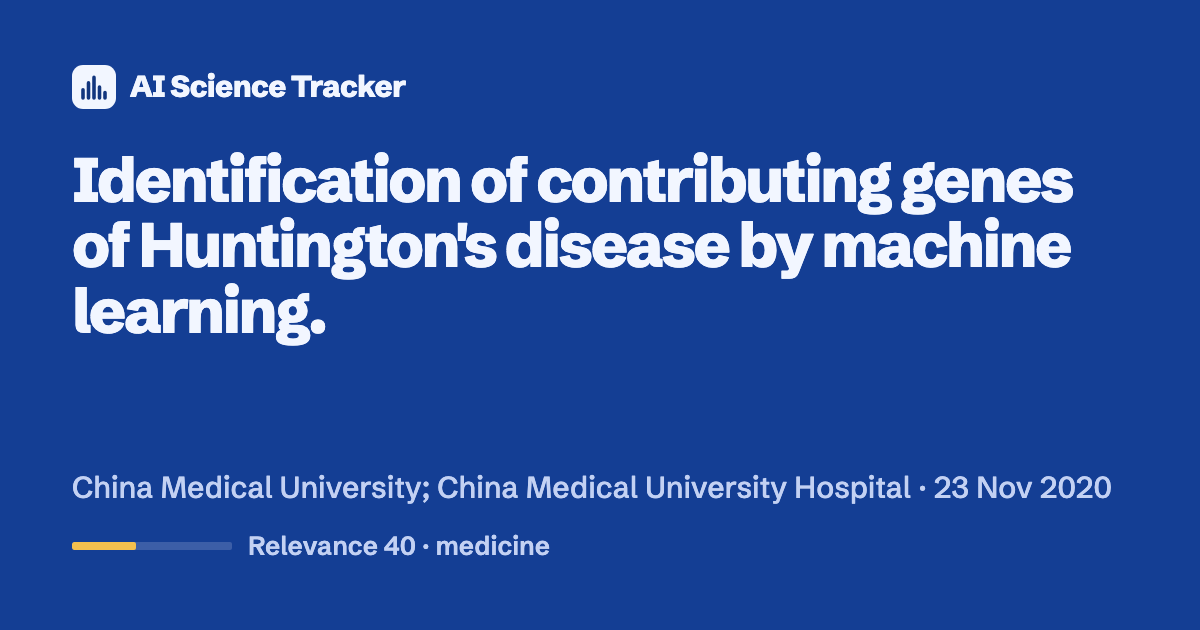 AI Science Tracker
Identification of contributing genes
of Huntington's disease by machine
learning.
China Medical University; China Medical University Hospital · 23 Nov 2020
Relevance 40 · medicine